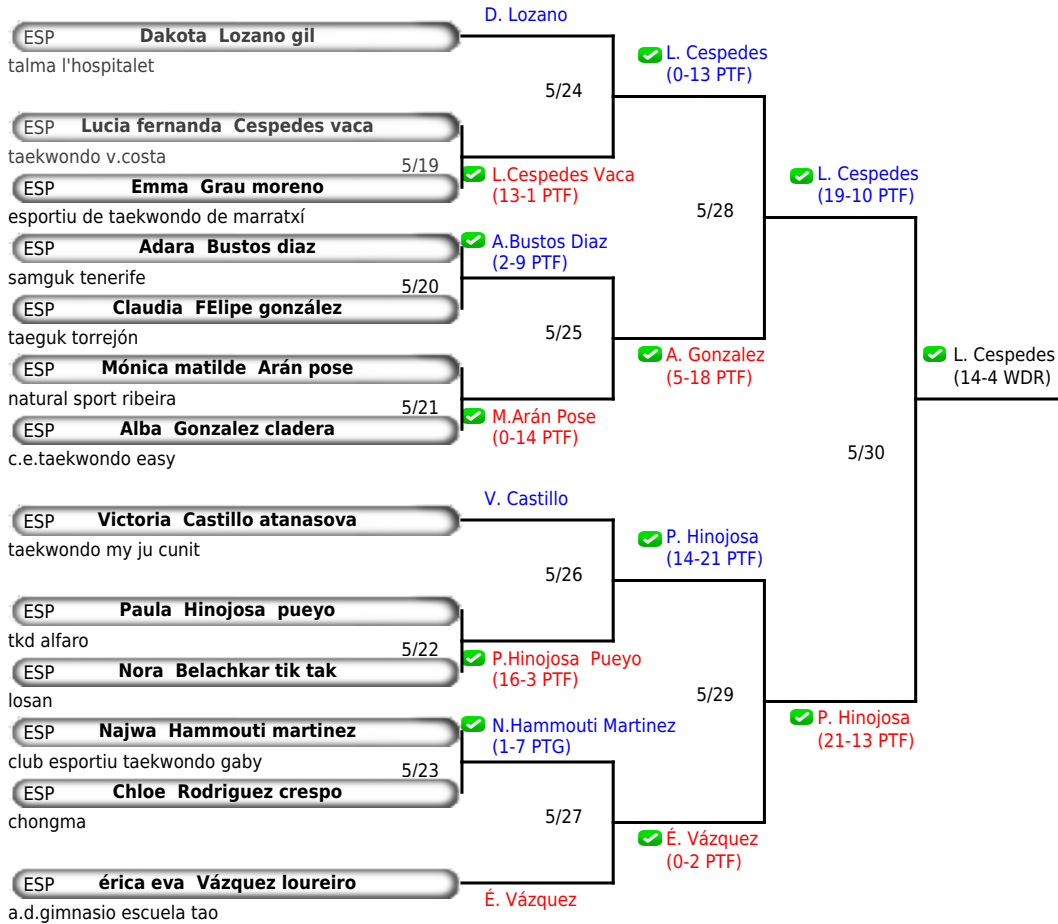 D. Lozano
ESP Dakota Lozano gil
talma l'hospitalet
L. Cespedes
(0-13 PTF)
5/24
ESP Lucia fernanda Cespedes vaca
taekwondo v.costa
5/19
L.Cespedes Vaca
(13-1 PTF)
L. Cespedes
(19-10 PTF)
ESP Emma Grau moreno
esportiu de taekwondo de marratxí
5/28
ESP Adara Bustos diaz
A.Bustos Diaz
(2-9 PTF)
samguk tenerife
5/20
ESP Claudia FElipe gonzález
taeguk torrejón
5/25
A. Gonzalez
(5-18 PTF)
L. Cespedes
(14-4 WDR)
ESP Mónica matilde Arán pose
natural sport ribeira
5/21
M.Arán Pose
(0-14 PTF)
ESP Alba Gonzalez cladera
c.e.taekwondo easy
5/30
V. Castillo
ESP Victoria Castillo atanasova
taekwondo my ju cunit
P. Hinojosa
(14-21 PTF)
5/26
ESP Paula Hinojosa pueyo
tkd alfaro
5/22
P.Hinojosa Pueyo
(16-3 PTF)
ESP Nora Belachkar tik tak
losan
5/29
P. Hinojosa
(21-13 PTF)
ESP Najwa Hammouti martinez
N.Hammouti Martinez
(1-7 PTG)
club esportiu taekwondo gaby
5/23
ESP Chloe Rodriguez crespo
chongma
5/27
É. Vázquez
(0-2 PTF)
ESP érica eva Vázquez loureiro
É. Vázquez
a.d.gimnasio escuela tao